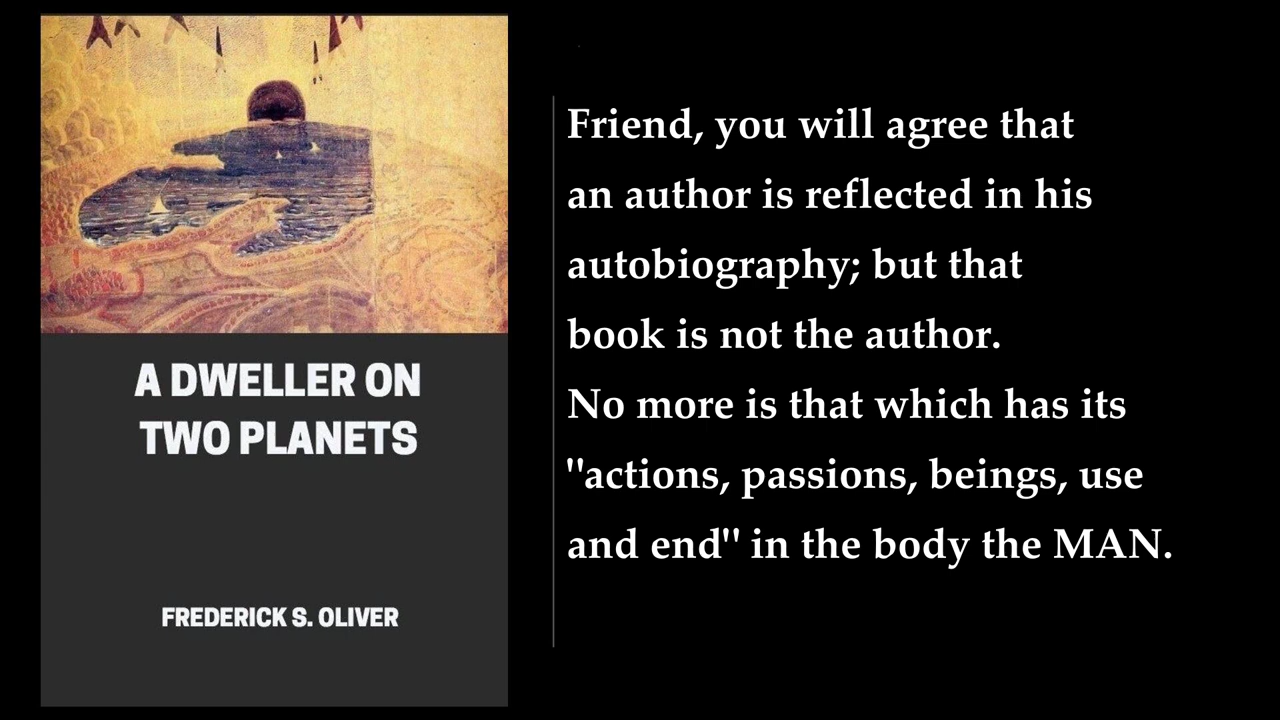 A DWELLER ON
TWO PLANETS
FREDERICK S. OLIVER
Friend, you will agree that
an author is reflected in his
autobiography; but that
book is not the author.
No more is that which has its
"actions, passions, beings, use
and end" in the body the MAN.